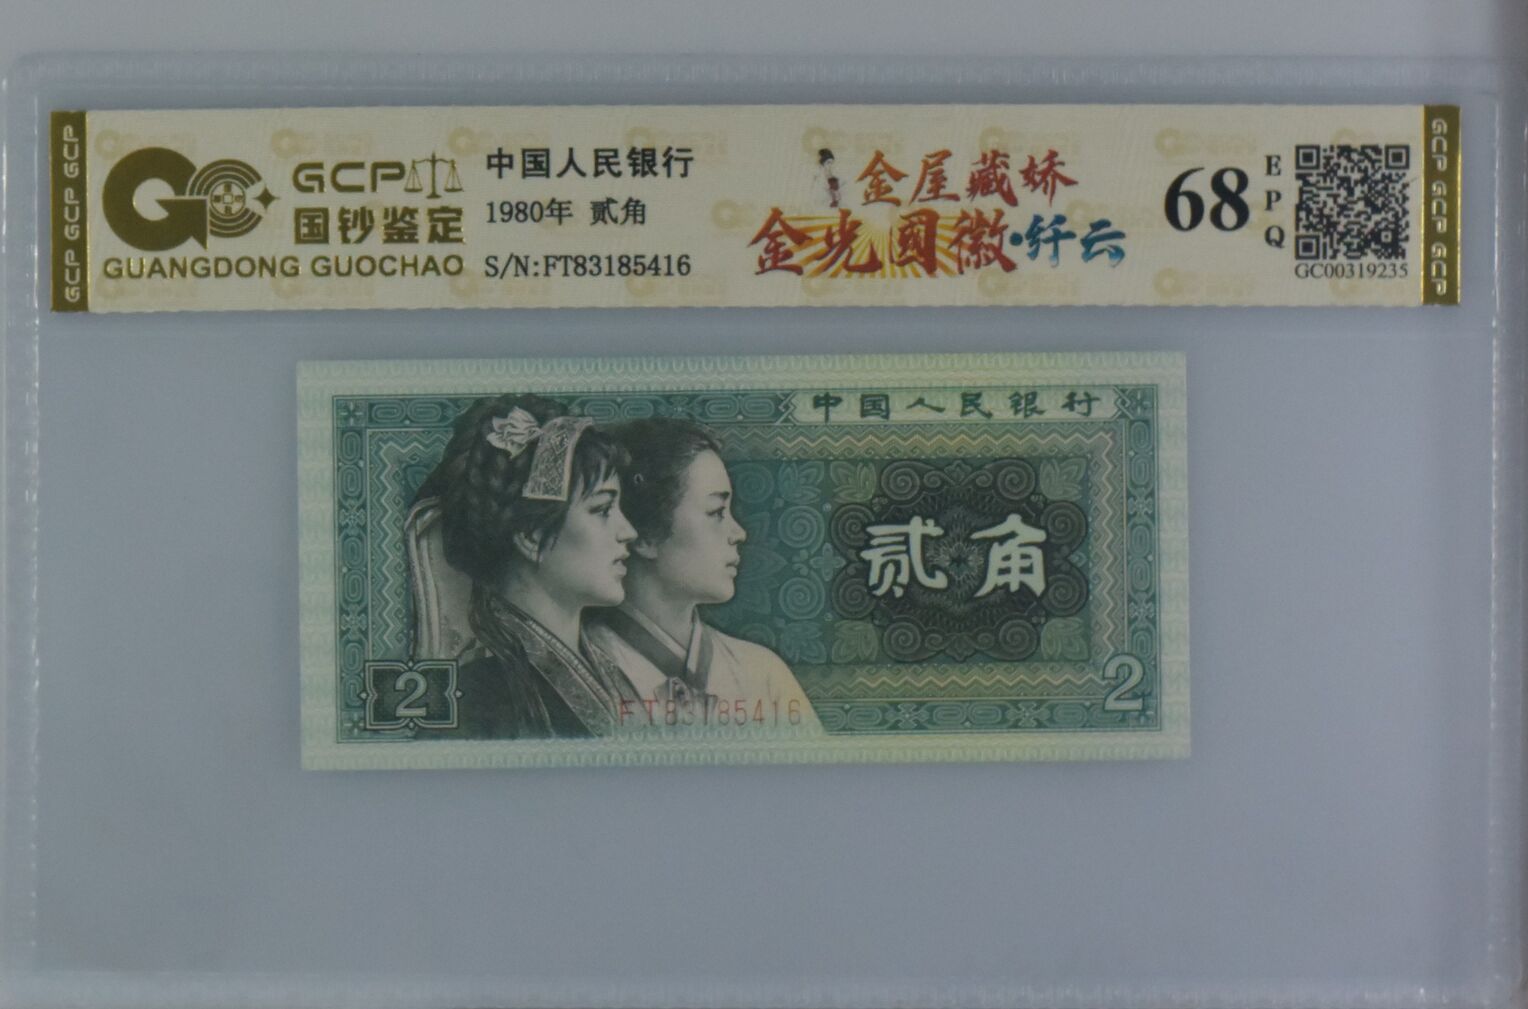 GCP GCP GCP
GCP
国钞鉴定
GUANGDONG GUOCHAO
中国人民银行
1980年 贰角
S/N:FT83185416
金屋藏娇
金光國徽·纤云
68
EPQ
GC00319235
GCP GCP GCP
中国人民银行
贰角
2
2
FT83185416